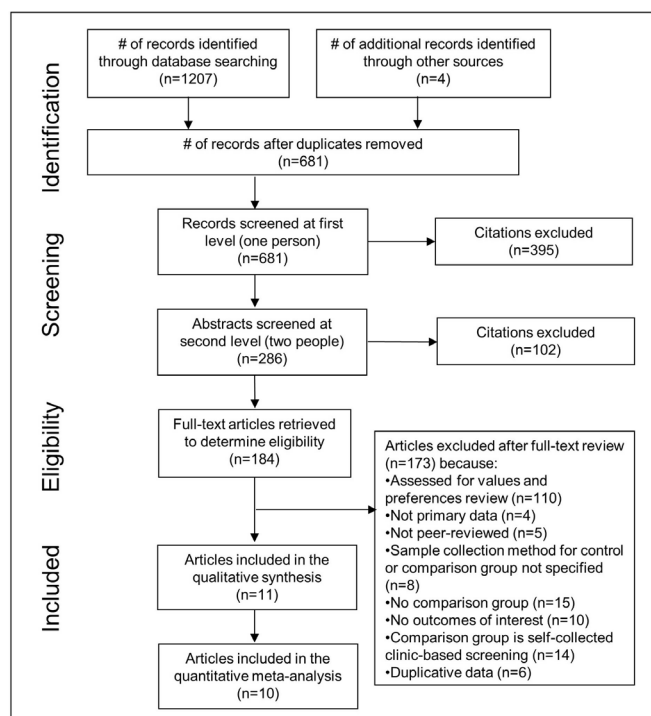 Identification
# of records identified
through database searching
(n=1207)
# of additional records identified
through other sources
(n=4)
# of records after duplicates removed
(n=681)
Screening
Records screened at first
level (one person)
(n=681)
Citations excluded
(n=395)
Abstracts screened at
second level (two people)
(n=286)
Citations excluded
(n=102)
Eligibility
Full-text articles retrieved
to determine eligibility
(n=184)
Articles excluded after full-text review
(n=173) because:
•Assessed for values and
preferences review (n=110)
•Not primary data (n=4)
•Not peer-reviewed (n=5)
•Sample collection method for control
or comparison group not specified
(n=8)
•No comparison group (n=15)
•No outcomes of interest (n=10)
•Comparison group is self-collected
clinic-based screening (n=14)
•Duplicative data (n=6)
Included
Articles included in the
qualitative synthesis
(n=11)
Articles included in the
quantitative meta-analysis
(n=10)